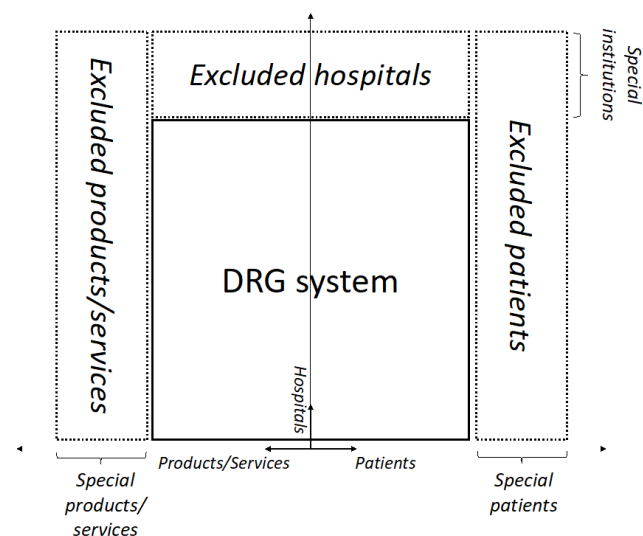 Excluded hospitals
Special
institutions
Excluded products/services
Excluded patients
DRG system
Hospitals
Products/Services
Patients
Special
products/
services
Special
patients